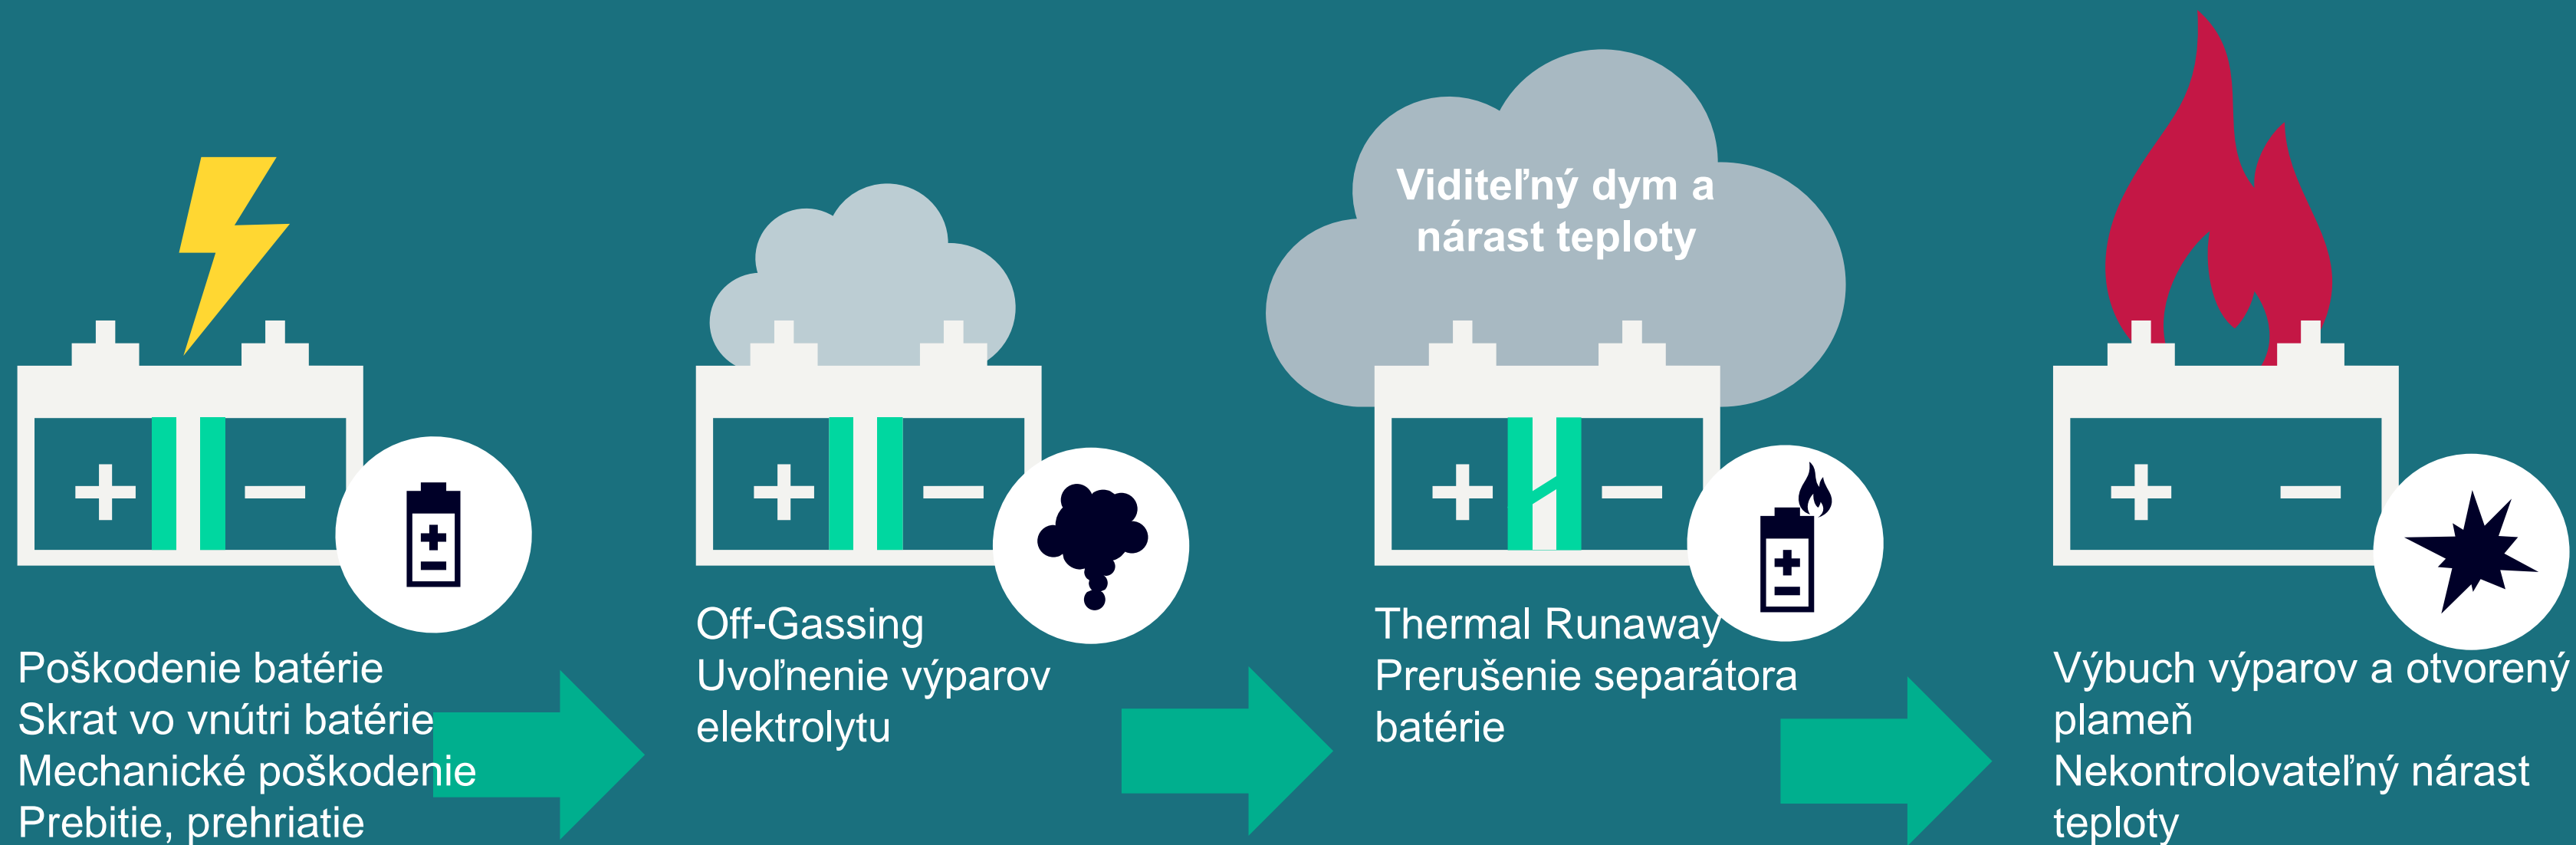 Poškodenie batérie
Skrat vo vnútri batérie
Mechanické poškodenie
Prebitie, prehriatie
Off-Gassing
Uvoľnenie výparov
elektrolytu
Viditeľný dym a
nárast teploty
Thermal Runaway
Prerušenie separátora
batérie
Výbuch výparov a otvorený
plameň
Nekontrolovateľný nárast
teploty